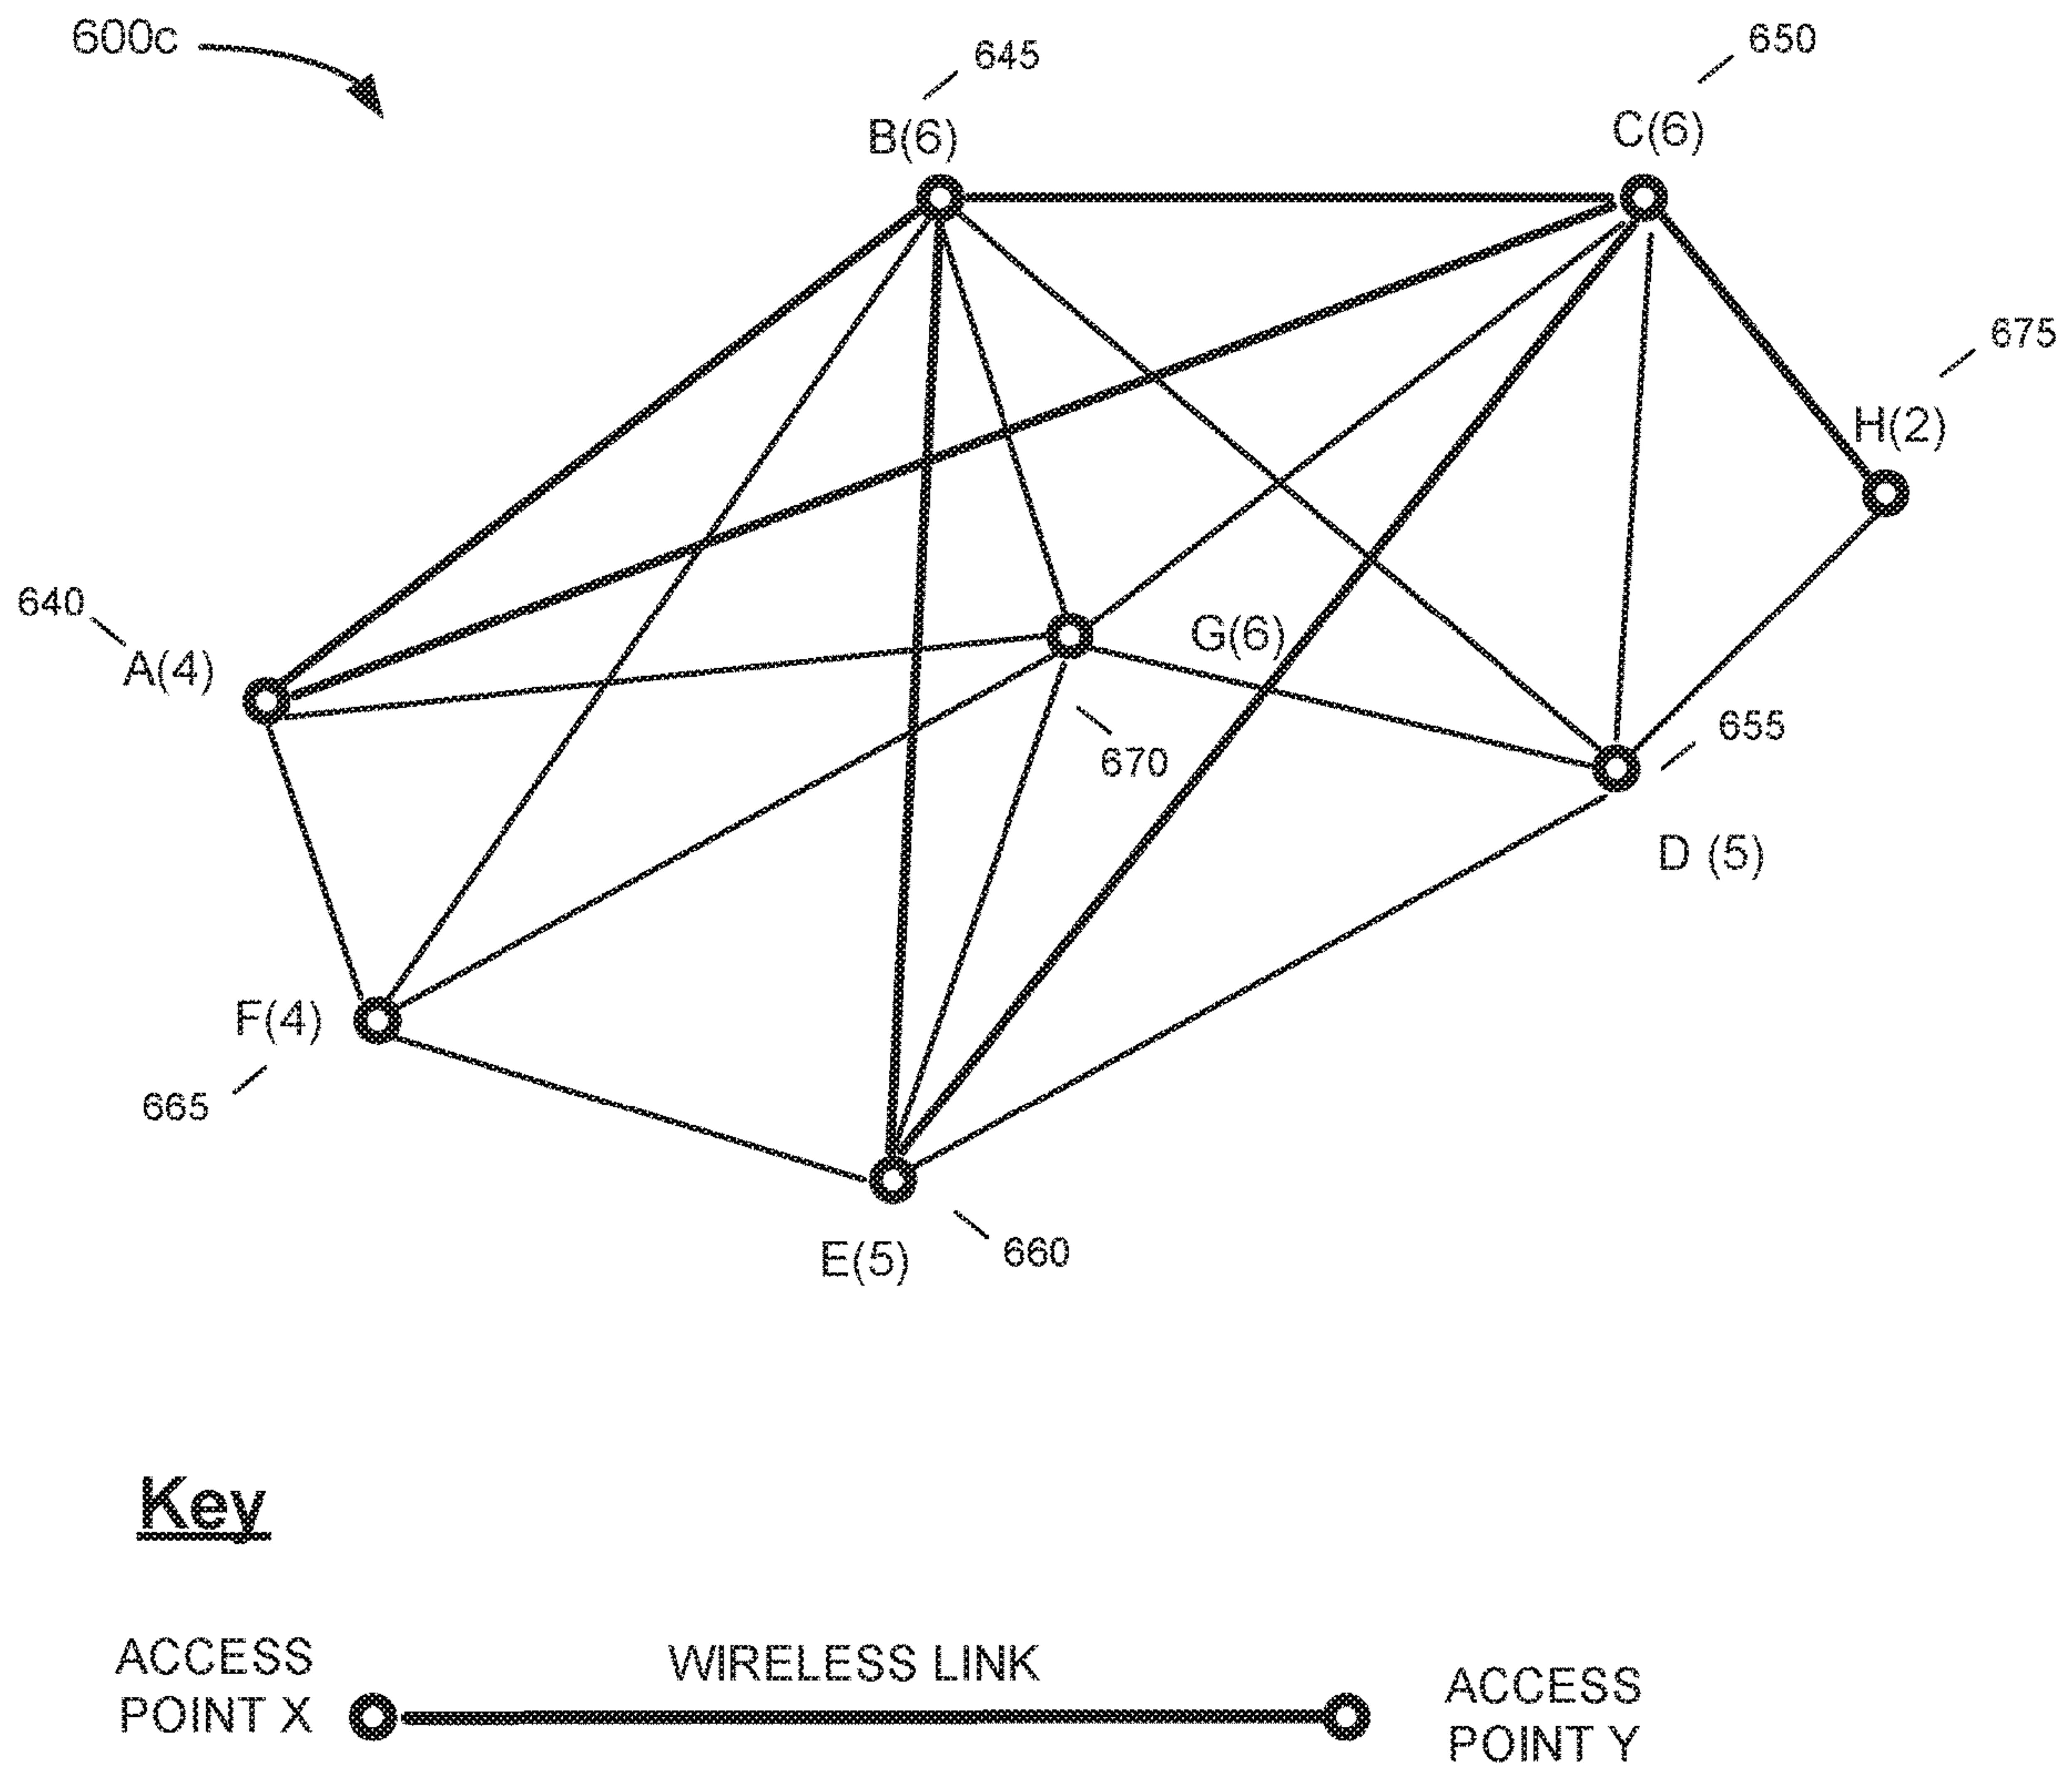 600c
645
650
B(6)
C(6)
675
H(2)
640
A(4)
G(6)
670
655
D (5)
F(4)
665
E(5)
660
Key
ACCESS
POINT X
WIRELESS LINK
ACCESS
POINT Y